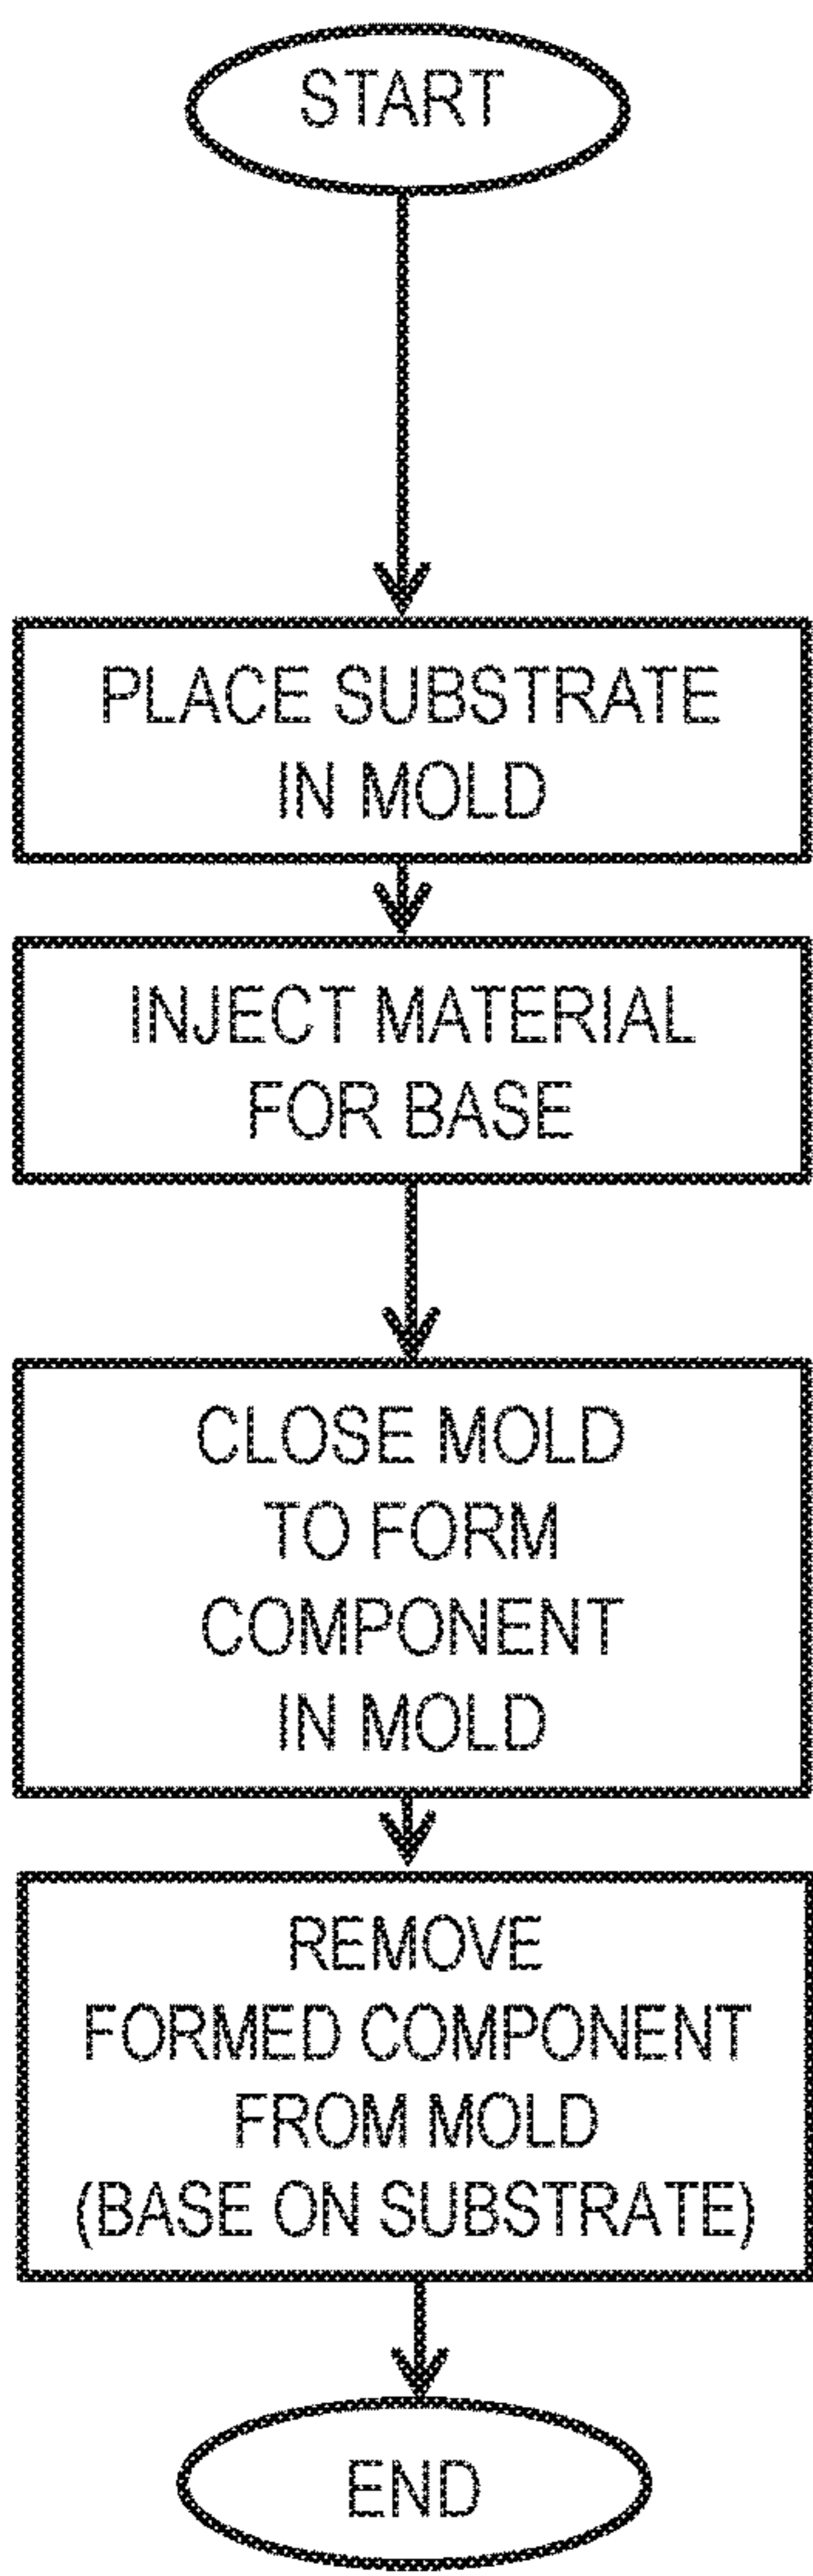 START
PLACE SUBSTRATE
IN MOLD
INJECT MATERIAL
FOR BASE
CLOSE MOLD
TO FORM
COMPONENT
IN MOLD
REMOVE
FORMED COMPONENT
FROM MOLD
(BASE ON SUBSTRATE)
END